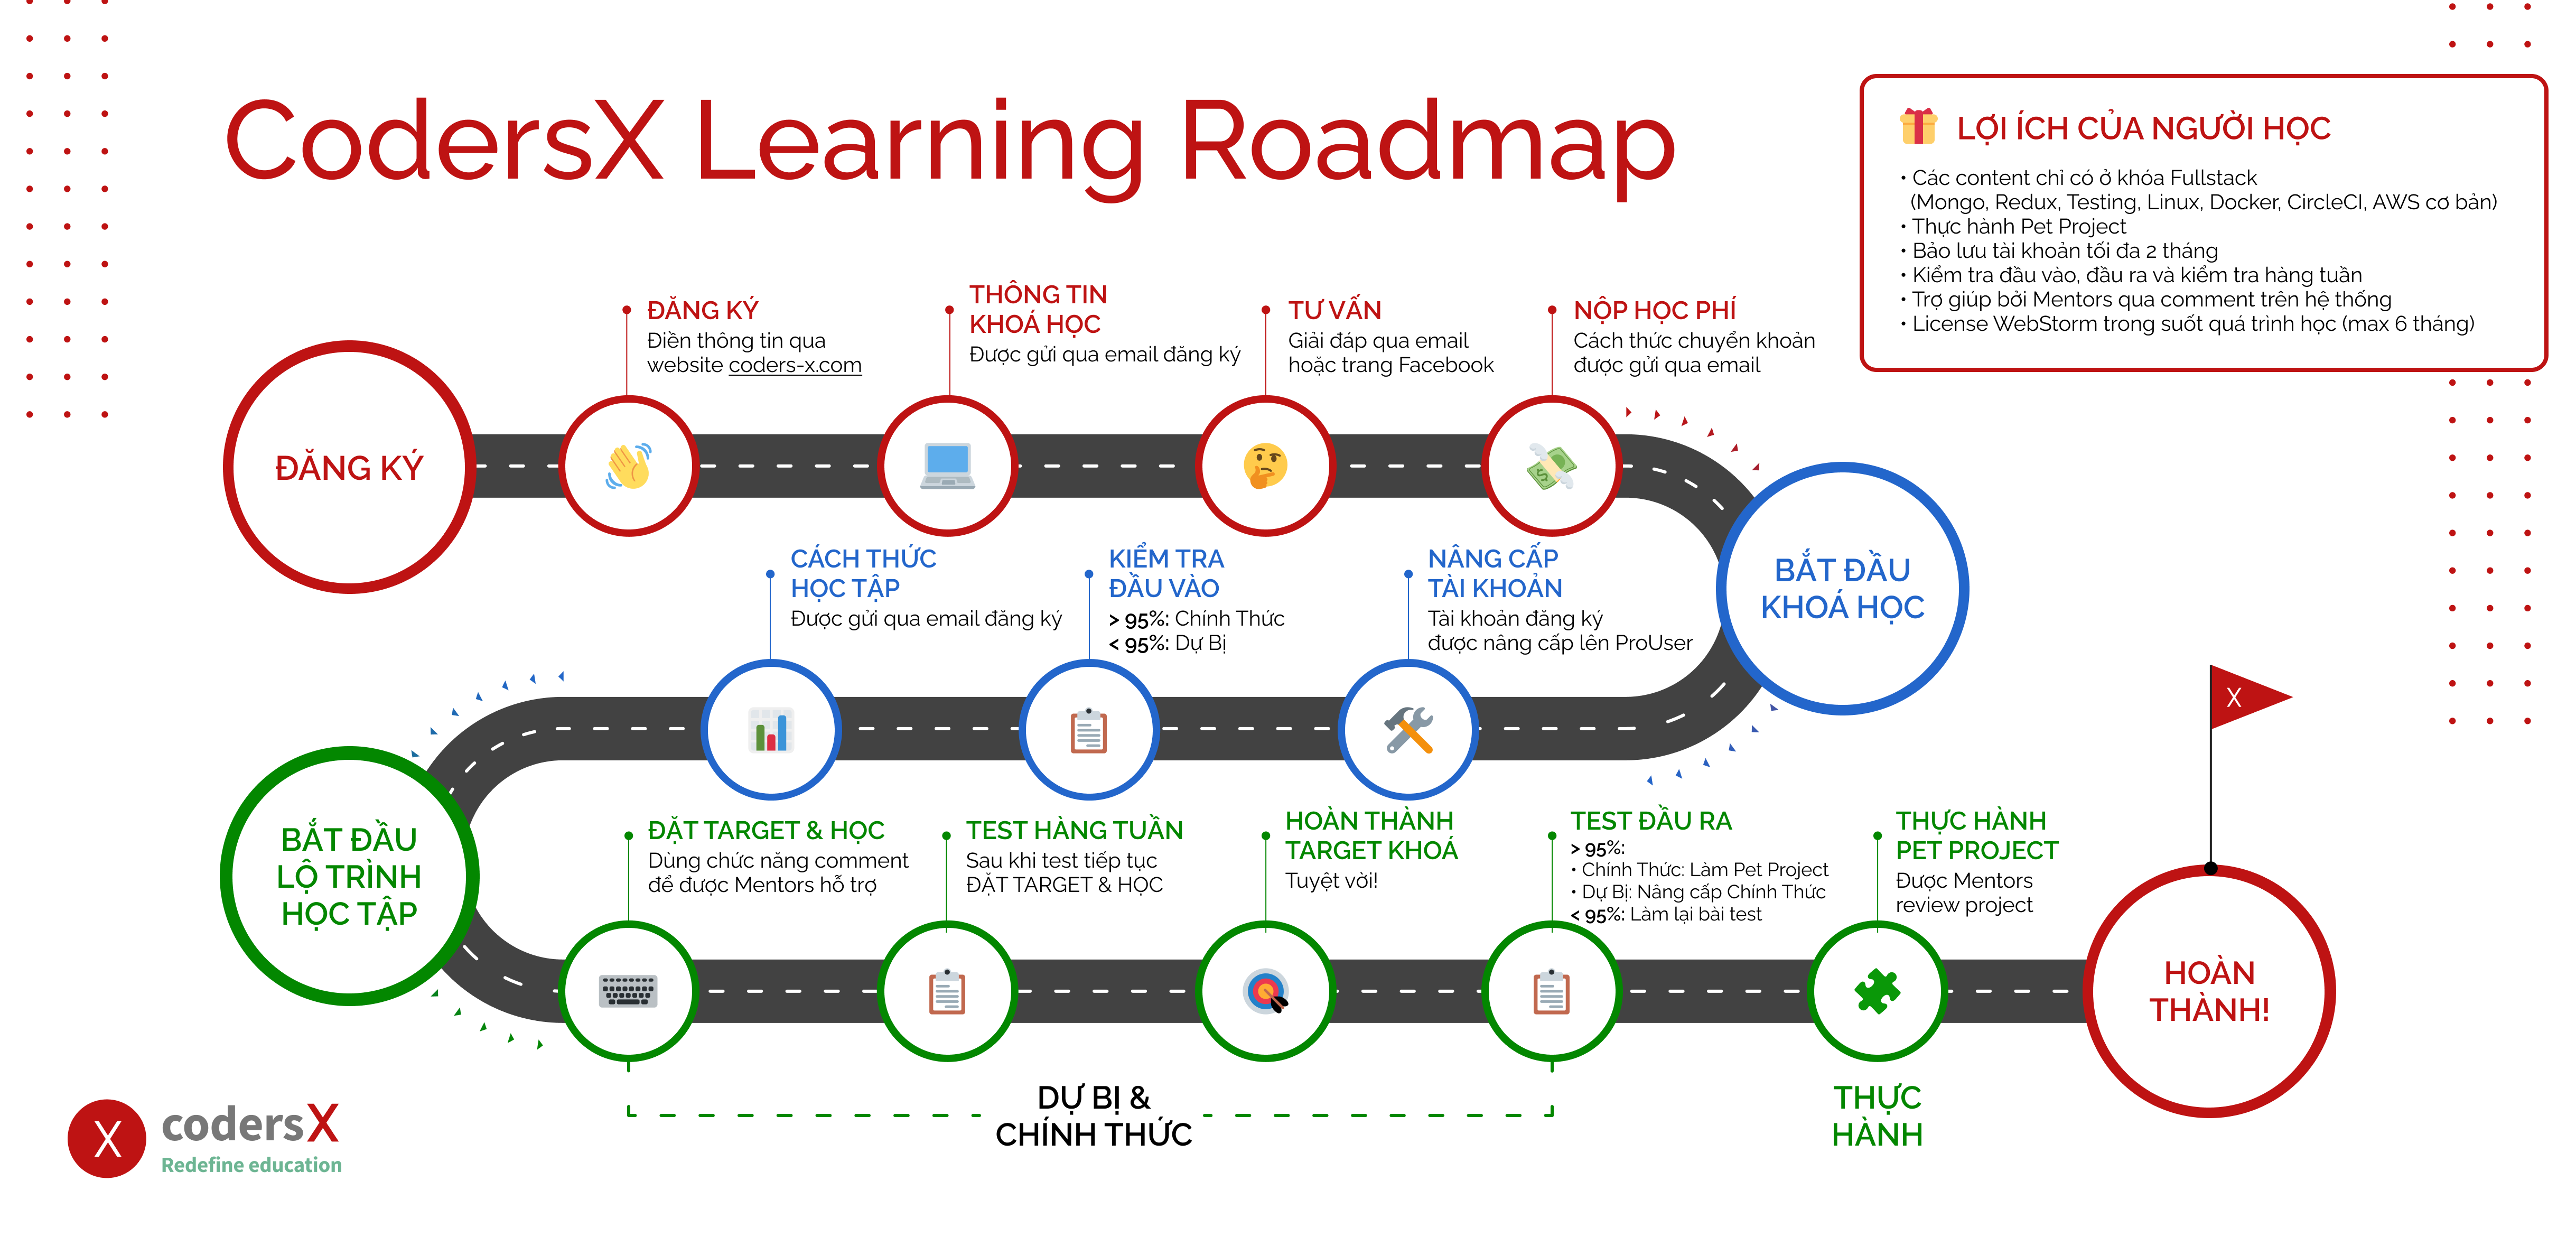 CodersX Learning Roadmap
LỢI ÍCH CỦA NGƯỜI HỌC
• Các content chỉ có ở khóa Fullstack
(Mongo, Redux, Testing, Linux, Docker, CircleCI, AWS cơ bản)
• Thực hành Pet Project
• Bảo lưu tài khoản tối đa 2 tháng
• Kiểm tra đầu vào, đầu ra và kiểm tra hàng tuần
• Trợ giúp bởi Mentors qua comment trên hệ thống
• License WebStorm trong suốt quá trình học (max 6 tháng)
ĐĂNG KÝ
ĐĂNG KÝ
Điền thông tin qua
website coders-x.com
THÔNG TIN
KHOÁ HỌC
Được gửi qua email đăng ký
TƯ VẤN
Giải đáp qua email
hoặc trang Facebook
NỘP HỌC PHÍ
Cách thức chuyển khoản
được gửi qua email
BẮT ĐẦU
KHOÁ HỌC
NÂNG CẤP
TÀI KHOẢN
Tài khoản đăng ký
được nâng cấp lên ProUser
KIỂM TRA
ĐẦU VÀO
> 95%: Chính Thức
< 95%: Dự Bị
CÁCH THỨC
HỌC TẬP
Được gửi qua email đăng ký
BẮT ĐẦU
LỘ TRÌNH
HỌC TẬP
ĐẶT TARGET & HỌC
Dùng chức năng comment
để được Mentors hỗ trợ
TEST HÀNG TUẦN
Sau khi test tiếp tục
ĐẶT TARGET & HỌC
HOÀN THÀNH
TARGET KHOÁ
Tuyệt vời!
TEST ĐẦU RA
> 95%:
• Chính Thức: Làm Pet Project
• Dự Bị: Nâng cấp Chính Thức
< 95%: Làm lại bài test
THỰC HÀNH
PET PROJECT
Được Mentors
review project
X
HOÀN
THÀNH!
DỰ BỊ &
CHÍNH THỨC
THỰC
HÀNH
X
codersX
Redefine education